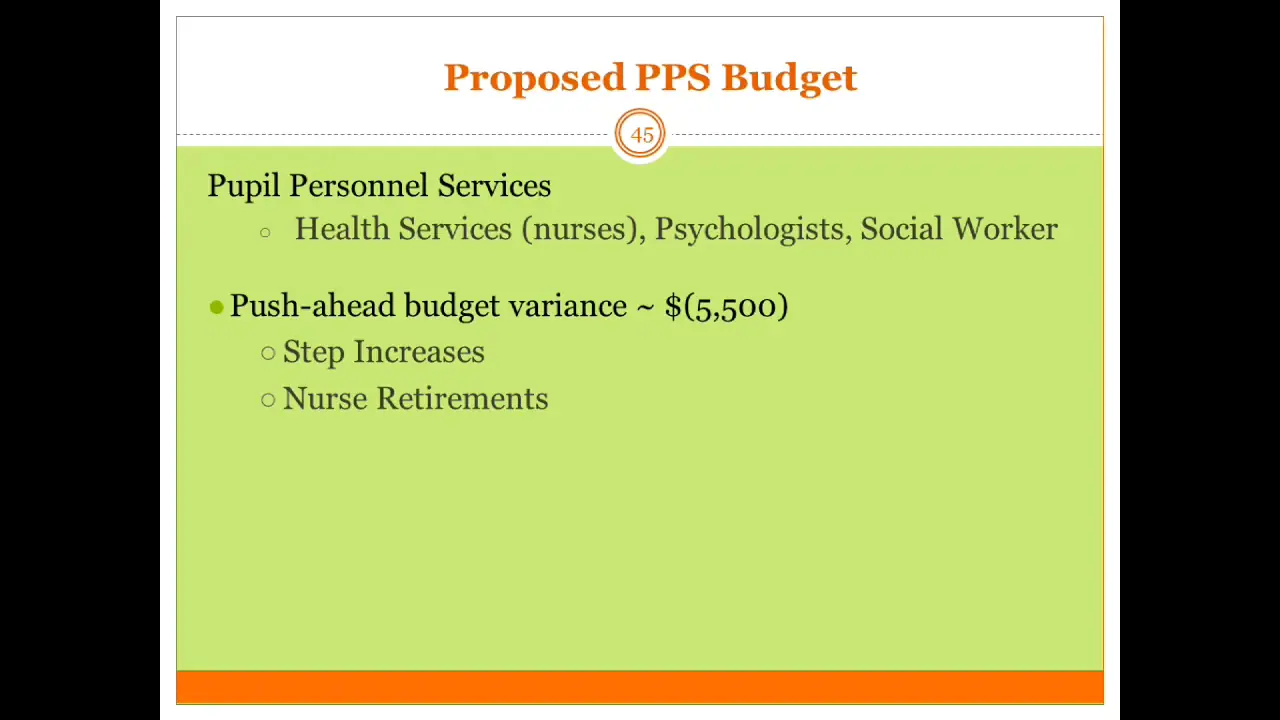 Proposed PPS Budget
45
Pupil Personnel Services
○ Health Services (nurses), Psychologists, Social Worker
● Push-ahead budget variance ~ $(5,500)
○ Step Increases
○ Nurse Retirements